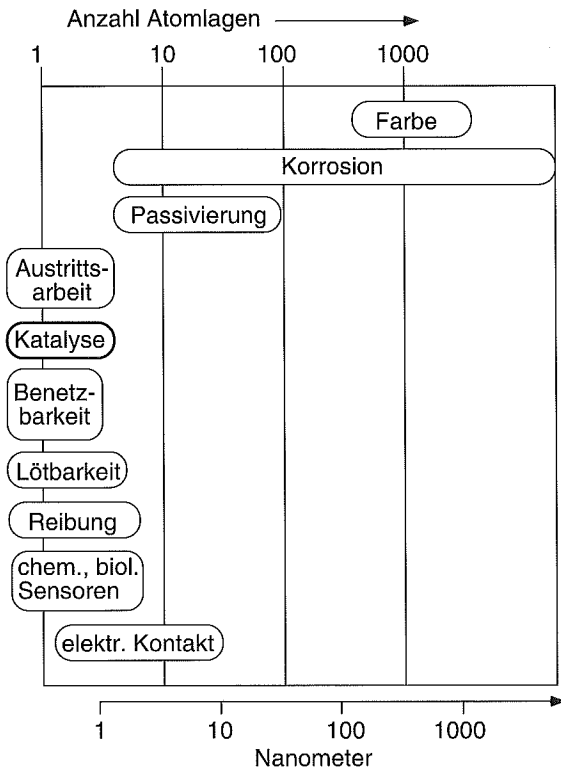 Anzahl Atomlagen
1 10 100 1000
Farbe
Korrosion
Passivierung
Austritts-
arbeit
Katalyse
Benetz-
barkeit
Lötbarkeit
Reibung
chem., biol.
Sensoren
elektr. Kontakt
1 10 100 1000
Nanometer